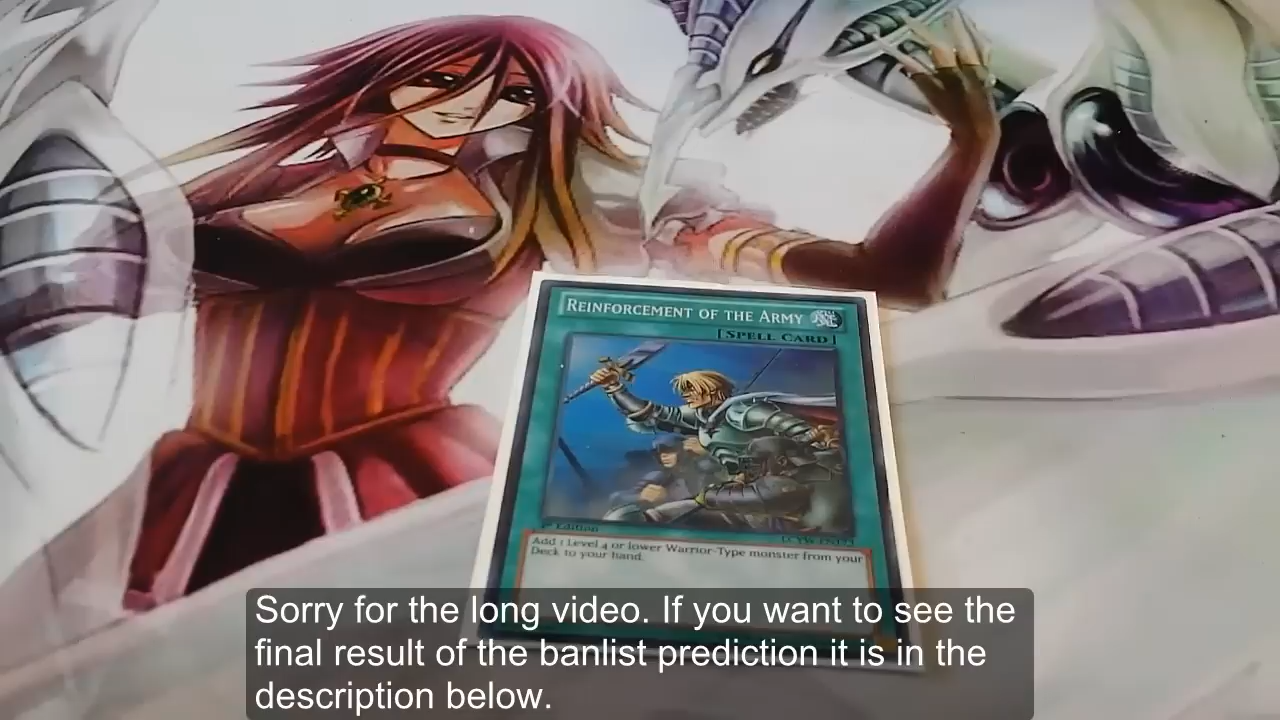 REINFORCEMENT OF THE ARMY
[SPELL CARD]
1st Edition
LCYW-EN173
Add 1 Level 4 or lower Warrior-Type monster from your
Deck to your hand.
Sorry for the long video. If you want to see the
final result of the banlist prediction it is in the
description below.